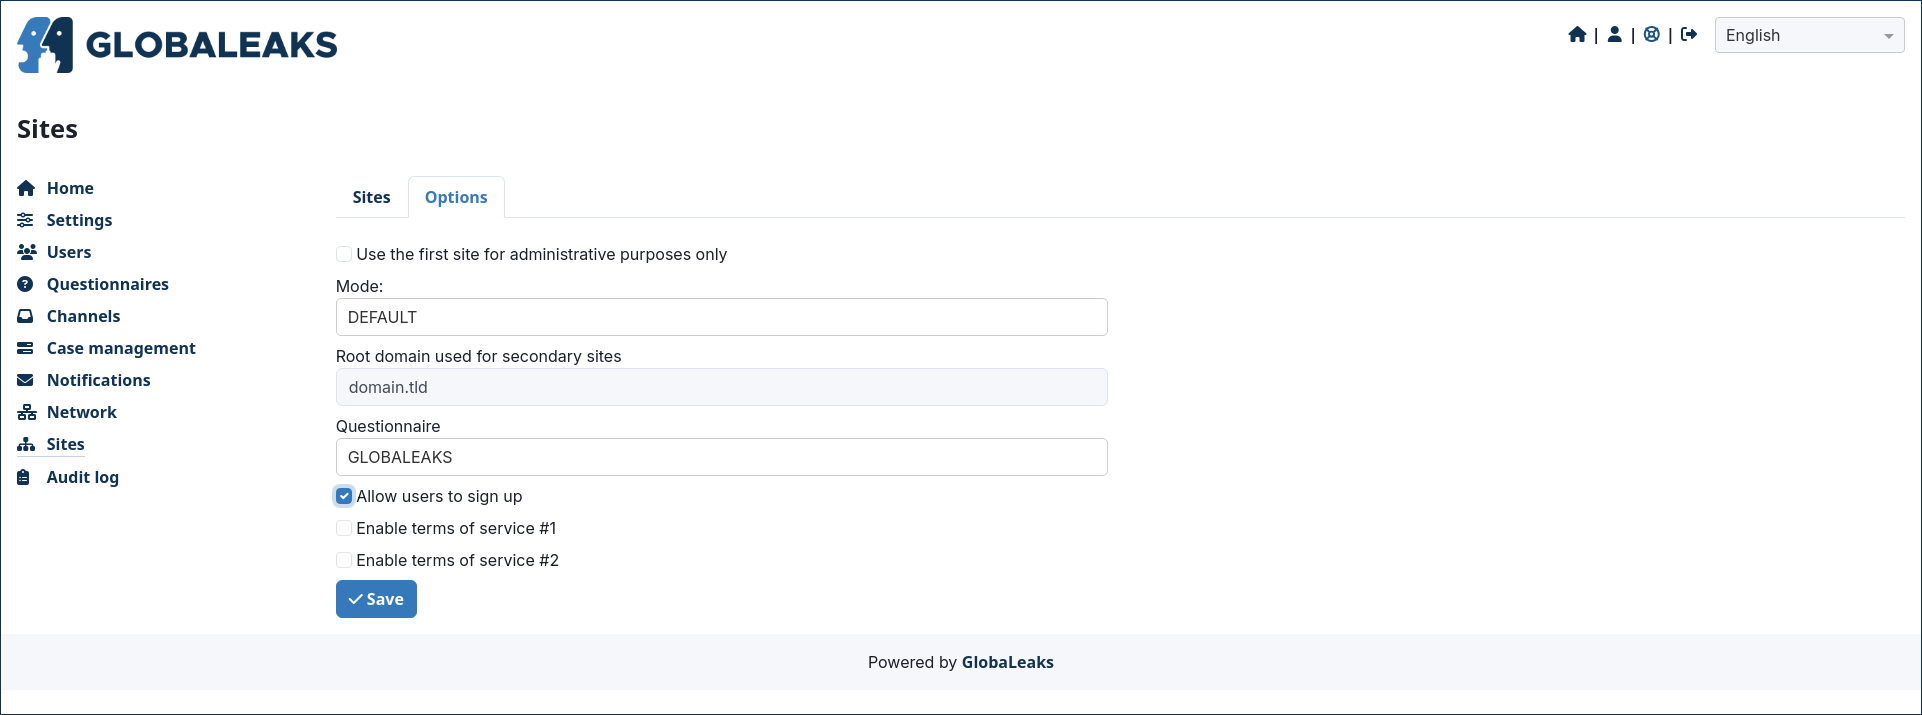 GLOBALEAKS
| | |
English
Sites
Home
Settings
Users
Questionnaires
Channels
Case management
Notifications
Network
Sites
Audit log
Sites Options
Use the first site for administrative purposes only
Mode:
DEFAULT
Root domain used for secondary sites
domain.tld
Questionnaire
GLOBALEAKS
Allow users to sign up
Enable terms of service #1
Enable terms of service #2
Save
Powered by GlobaLeaks